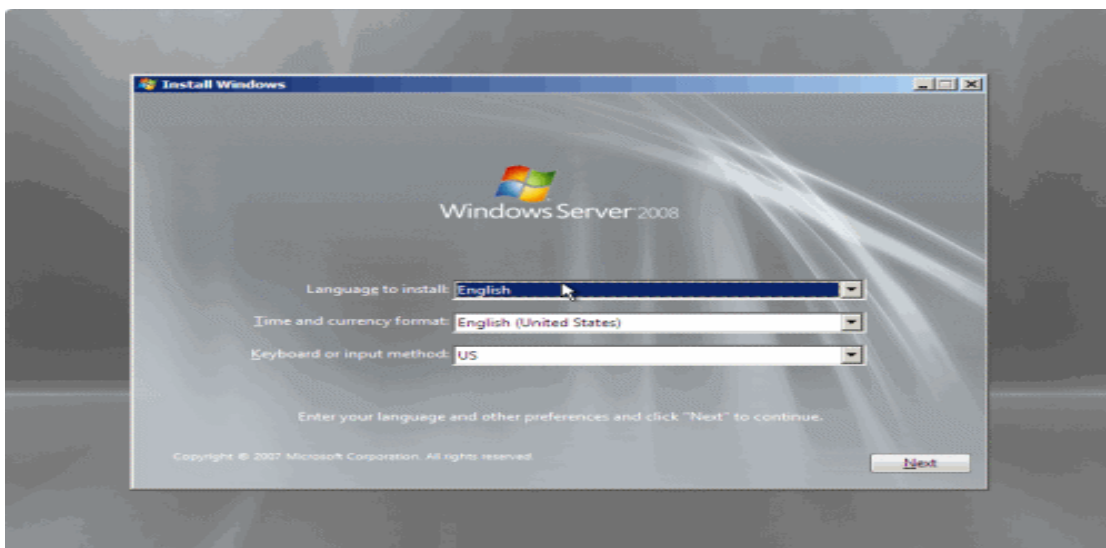 Install Windows
Windows Server 2008
Language to install: English
Time and currency format: English (United States)
Keyboard or input method: US
Enter your language and other preferences and click "Next" to continue.
Copyright © 2007 Microsoft Corporation. All rights reserved.
Next